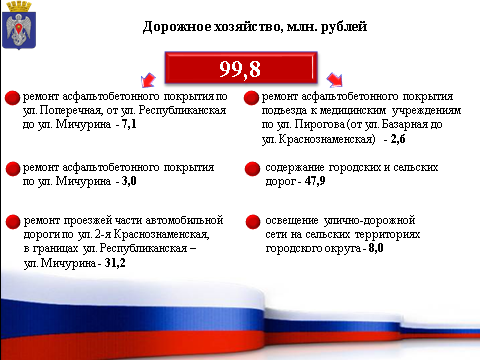 Дорожное хозяйство, млн. рублей
99,8
ремонт асфальтобетонного покрытия по
ул. Поперечная, от ул. Республиканская
до ул. Мичурина - 7,1
ремонт асфальтобетонного покрытия
по ул. Мичурина - 3,0
ремонт проезжей части автомобильной
дороги по ул. 2-я Краснознаменская,
в границах ул. Республиканская –
ул. Мичурина - 31,2
ремонт асфальтобетонного покрытия
подъезда к медицинским учреждениям
по ул. Пирогова (от ул. Базарная до
ул. Краснознаменская) - 2,6
содержание городских и сельских
дорог - 47,9
освещение улично-дорожной
сети на сельских территориях
городского округа - 8,0